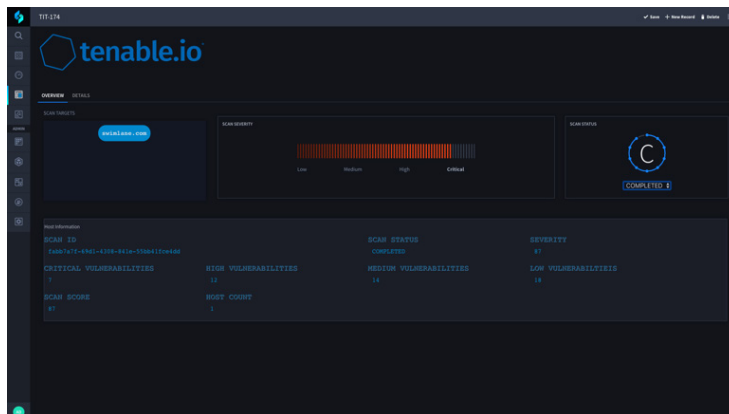 TIT-174
Save
New Record
Delete
tenable.io
OVERVIEW DETAILS
SCAN TARGETS
swimlane.com
SCAN SEVERITY
Low Medium High Critical
SCAN STATUS
C
COMPLETED
ADMIN
Host Information
SCAN ID SCAN STATUS SEVERITY
COMPLETED 87
CRITICAL VULNERABILITIES HIGH VULNERABILITIES MEDIUM VULNERABILITIES LOW VULNERABILTIEIS
7 12 14 18
SCAN SCORE HOST COUNT
87 1